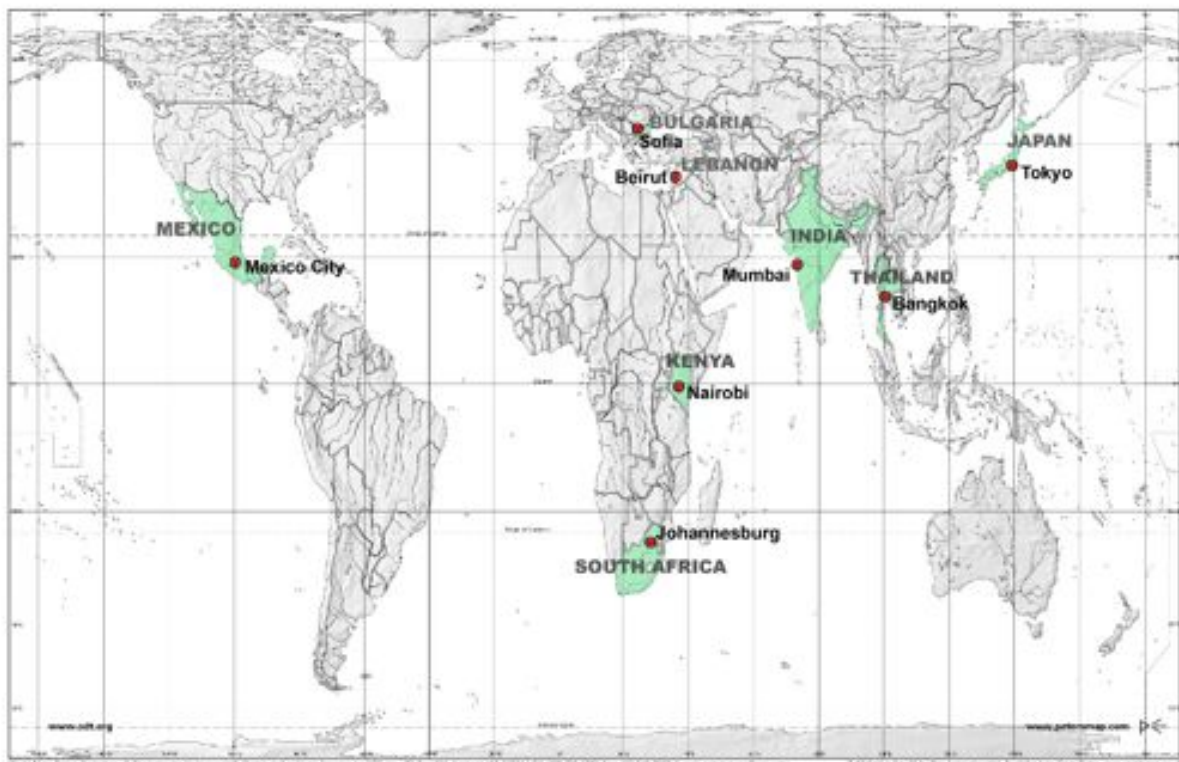 BULGARIA
Sofia
JAPAN
LEBANON
Beirut
Tokyo
MEXICO
INDIA
Mexico City
Mumbai
THAILAND
Bangkok
KENYA
Nairobi
Johannesburg
SOUTH AFRICA
www.odt.org
www.petersmap.com